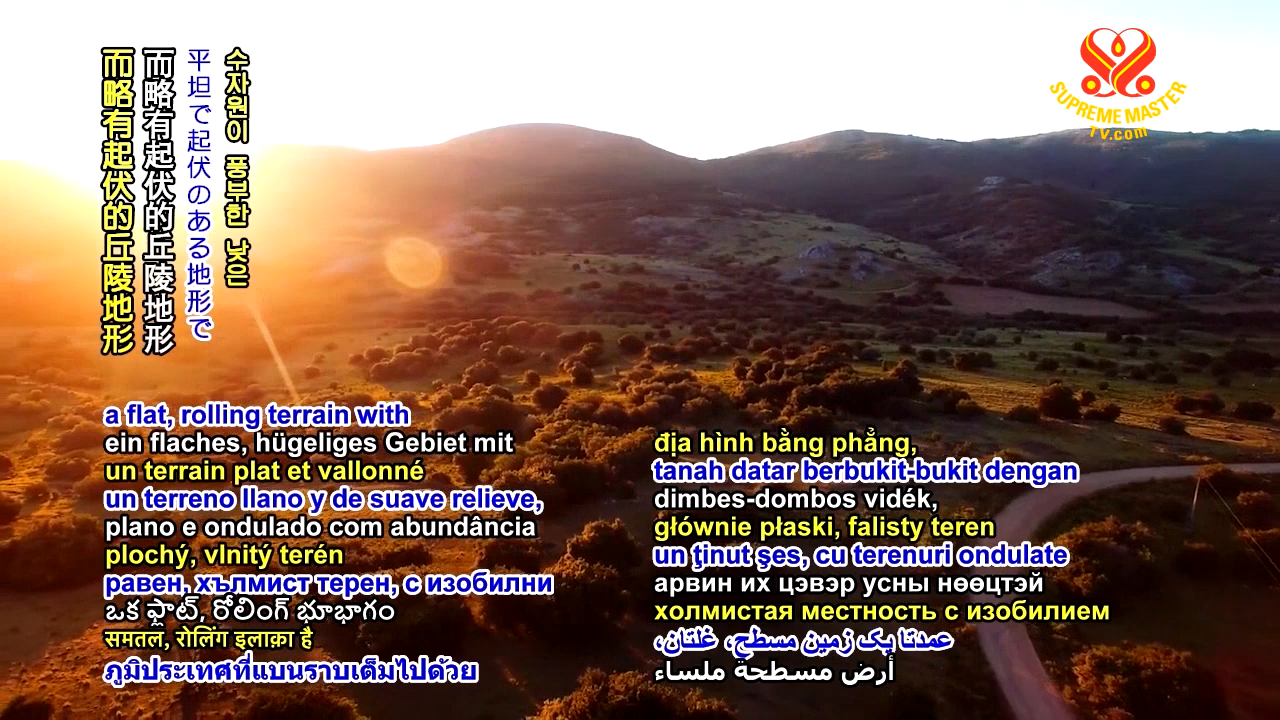 而略有起伏的丘陵地形
而略有起伏的丘陵地形
平坦で起伏のある地形で
수자원이 풍부한 낮은
SUPREME MASTER
TV.com
a flat, rolling terrain with
ein flaches, hügeliges Gebiet mit
un terrain plat et vallonné
un terreno llano y de suave relieve,
plano e ondulado com abundância
plochý, vlnitý terén
равен, хълмист терен, с изобилни
ఒక ఫ్లాట్, రోలింగ్ భూభాగం
समतल, रोलिंग इलाक़ा है
ภูมิประเทศที่แบนราบเต็มไปด้วย
địa hình bằng phẳng,
tanah datar berbukit-bukit dengan
dimbes-dombos vidék,
głównie płaski, falisty teren
un ţinut şes, cu terenuri ondulate
арвин их цэвэр усны нөөцтэй
холмистая местность с изобилием
عمدتا یک زمین مسطح، غلتان،
أرض مسطحة ملساء